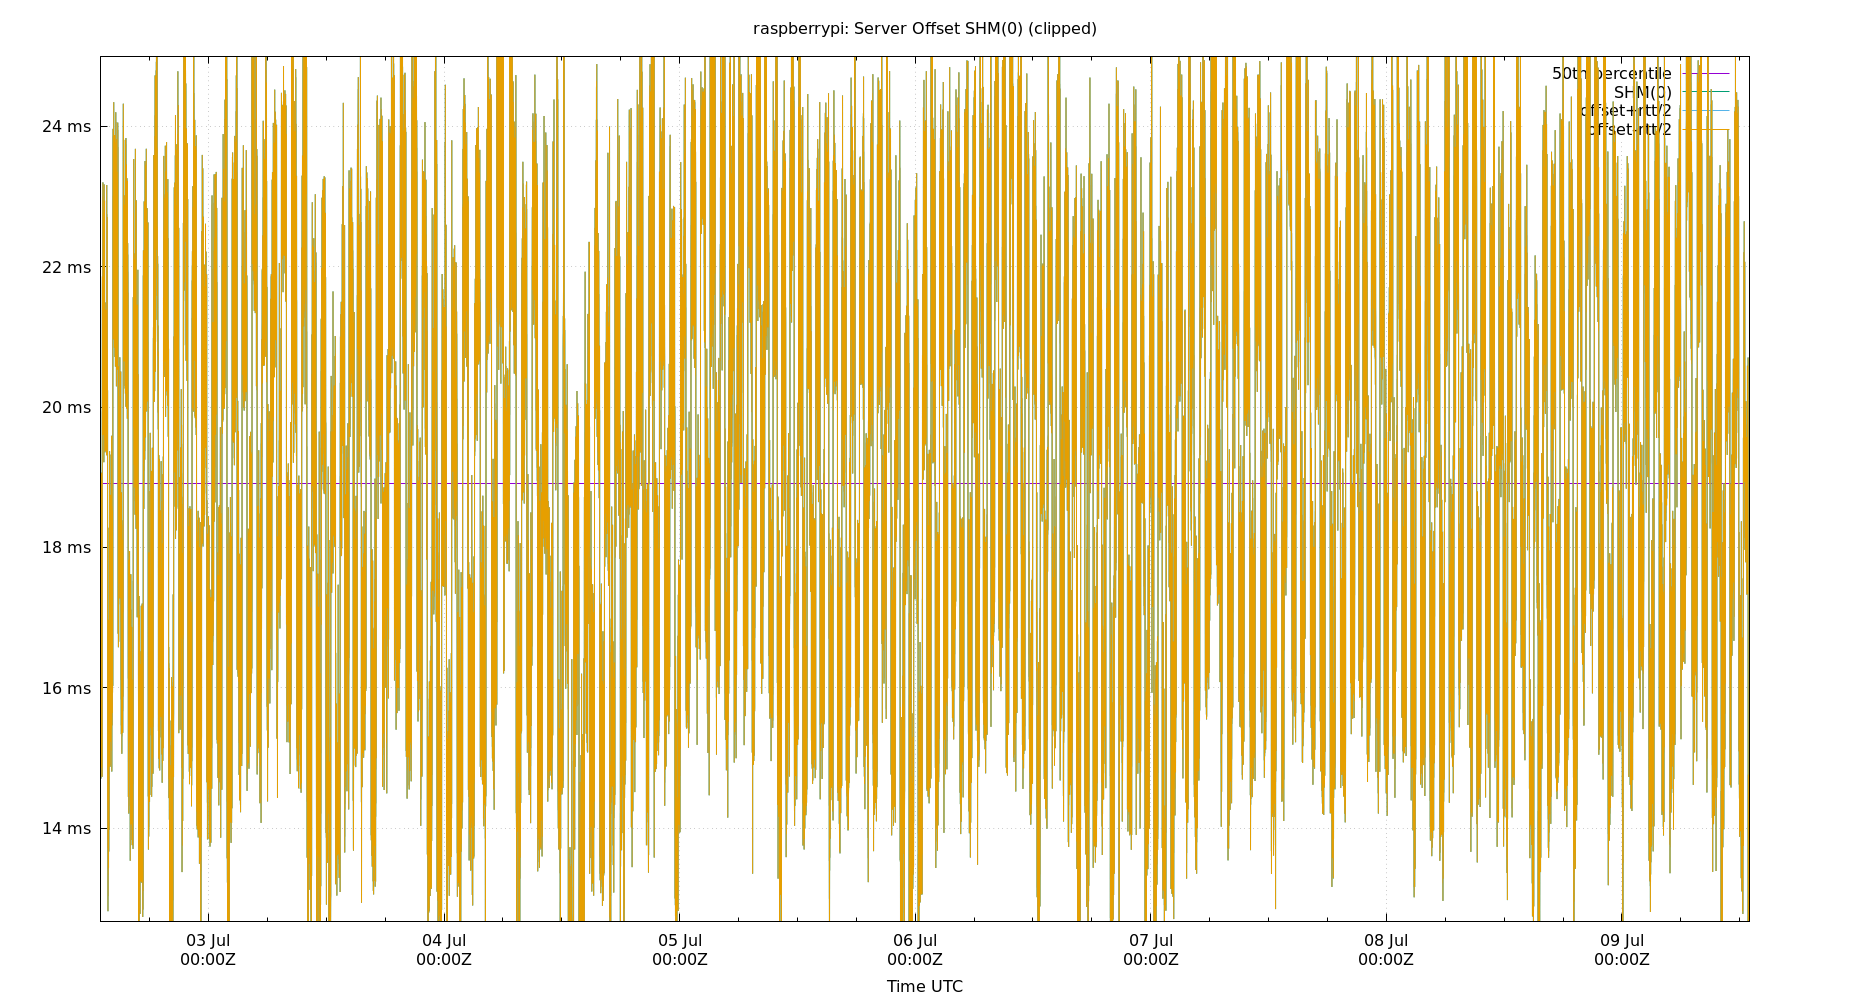 raspberrypi: Server Offset SHM(0) (clipped)
50th percentile
SHM(0)
offset+rtt/2
offset-rtt/2
24 ms
22 ms
20 ms
18 ms
16 ms
14 ms
03 Jul
00:00Z
04 Jul
00:00Z
05 Jul
00:00Z
06 Jul
00:00Z
07 Jul
00:00Z
08 Jul
00:00Z
09 Jul
00:00Z
Time UTC